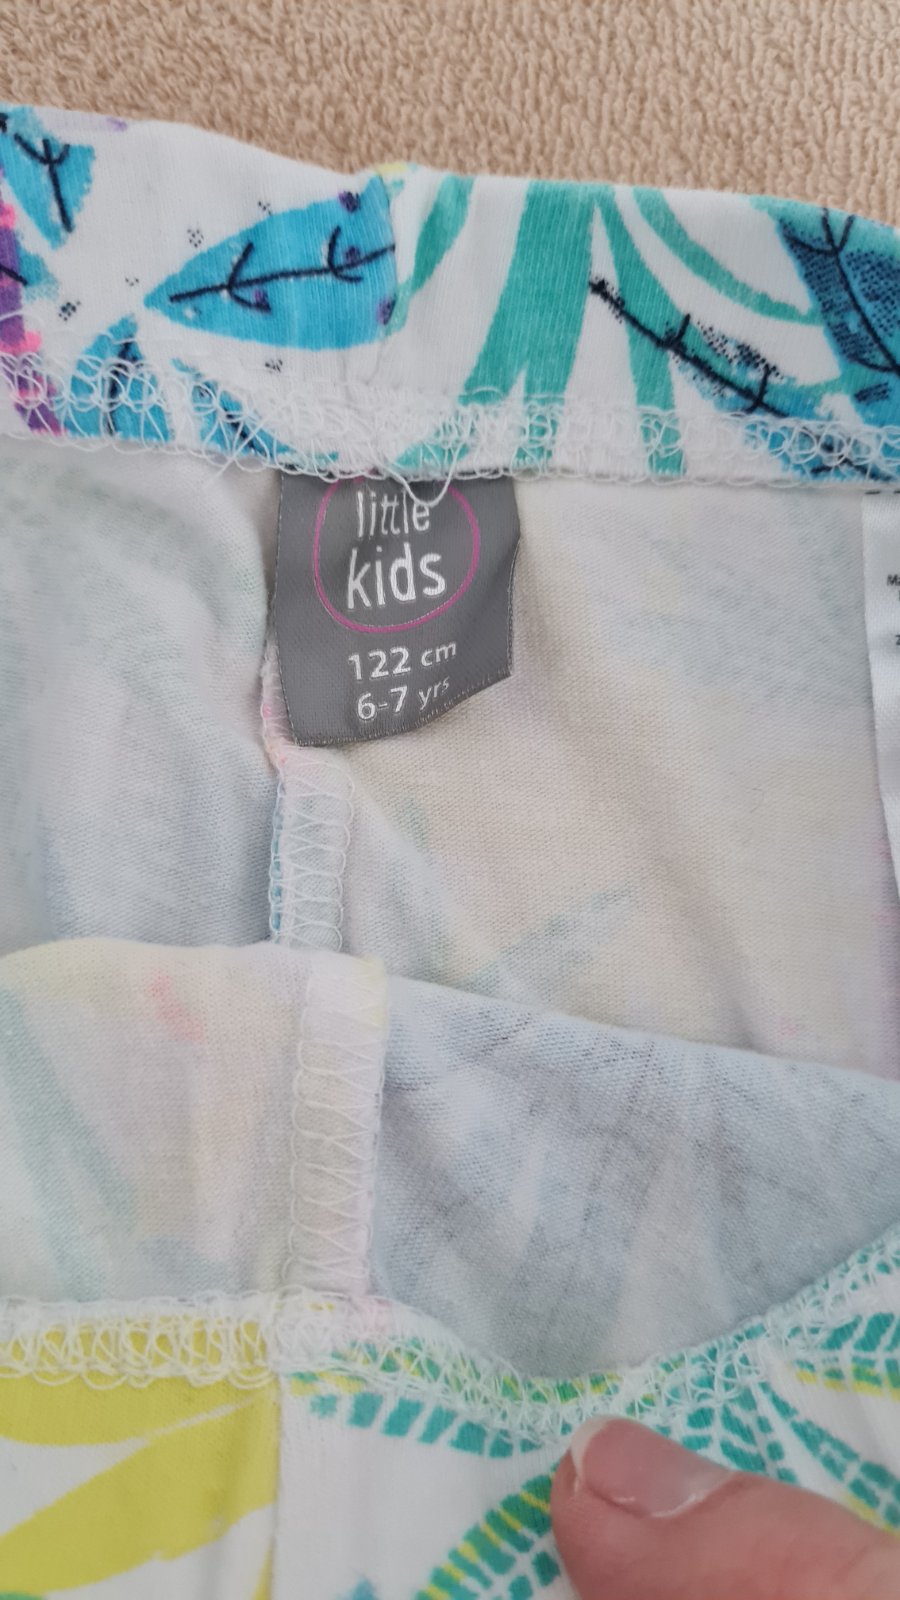 little
kids
122 cm
6-7 yrs